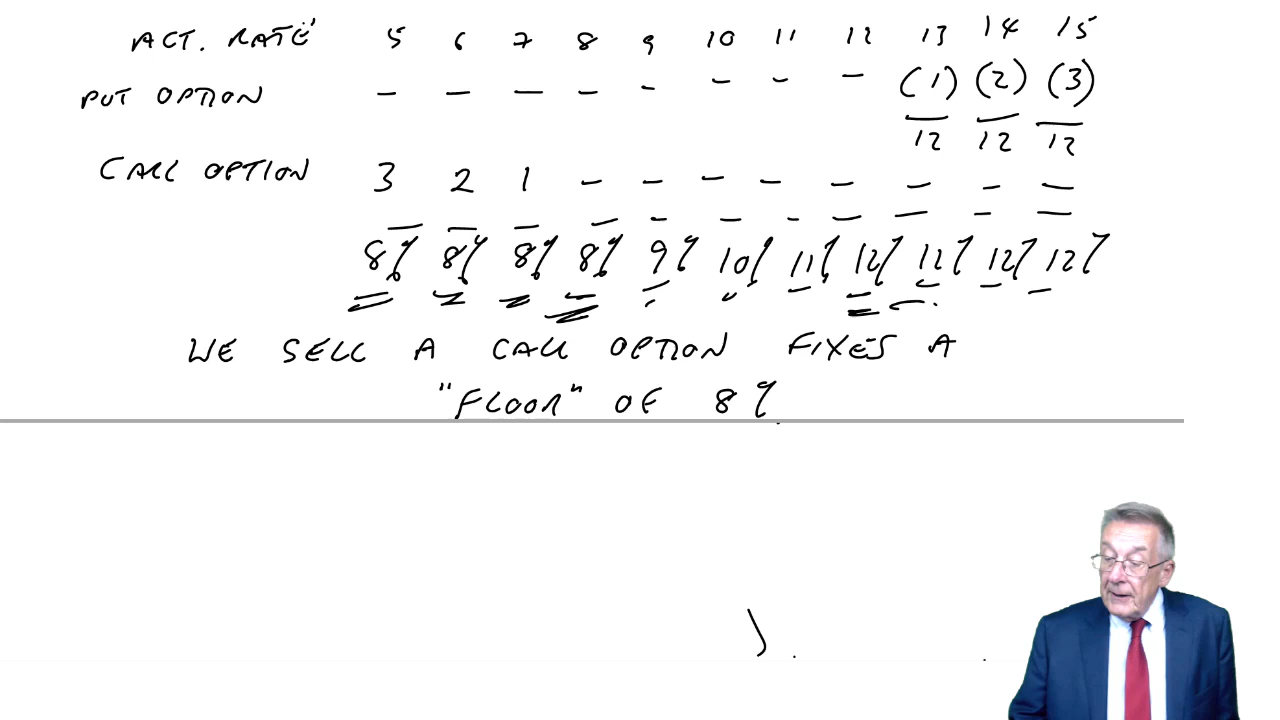 ACT. RATE 5 6 7 8 9 10 11 12 13 14 15
PUT OPTION – – – – – – – – (1) (2) (3)
12 12 12
CALL OPTION 3 2 1 – – – – – – – –
8% 8% 8% 8% 9% 10% 11% 12% 12% 12% 12%
WE SELL A CALL OPTION FIXES A
"FLOOR" OF 8%